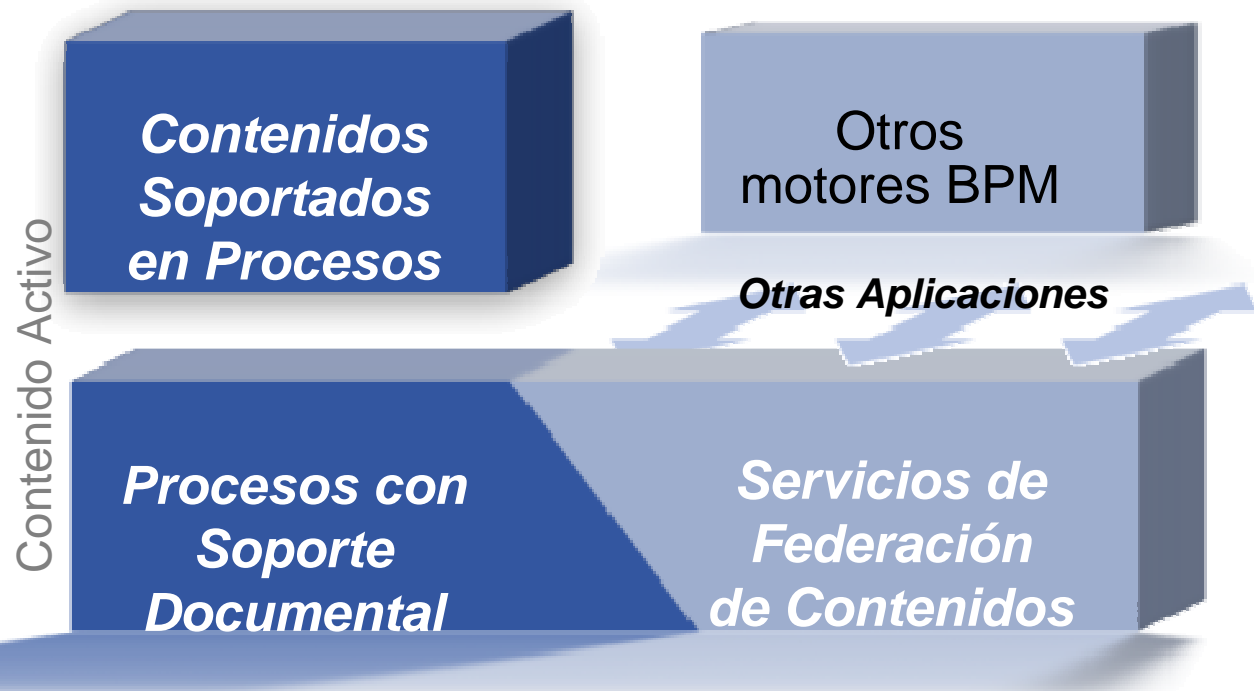 Contenidos
Soportados
en Procesos
Otros
motores BPM
Otras Aplicaciones
Contenido Activo
Procesos con
Soporte
Documental
Servicios de
Federación
de Contenidos